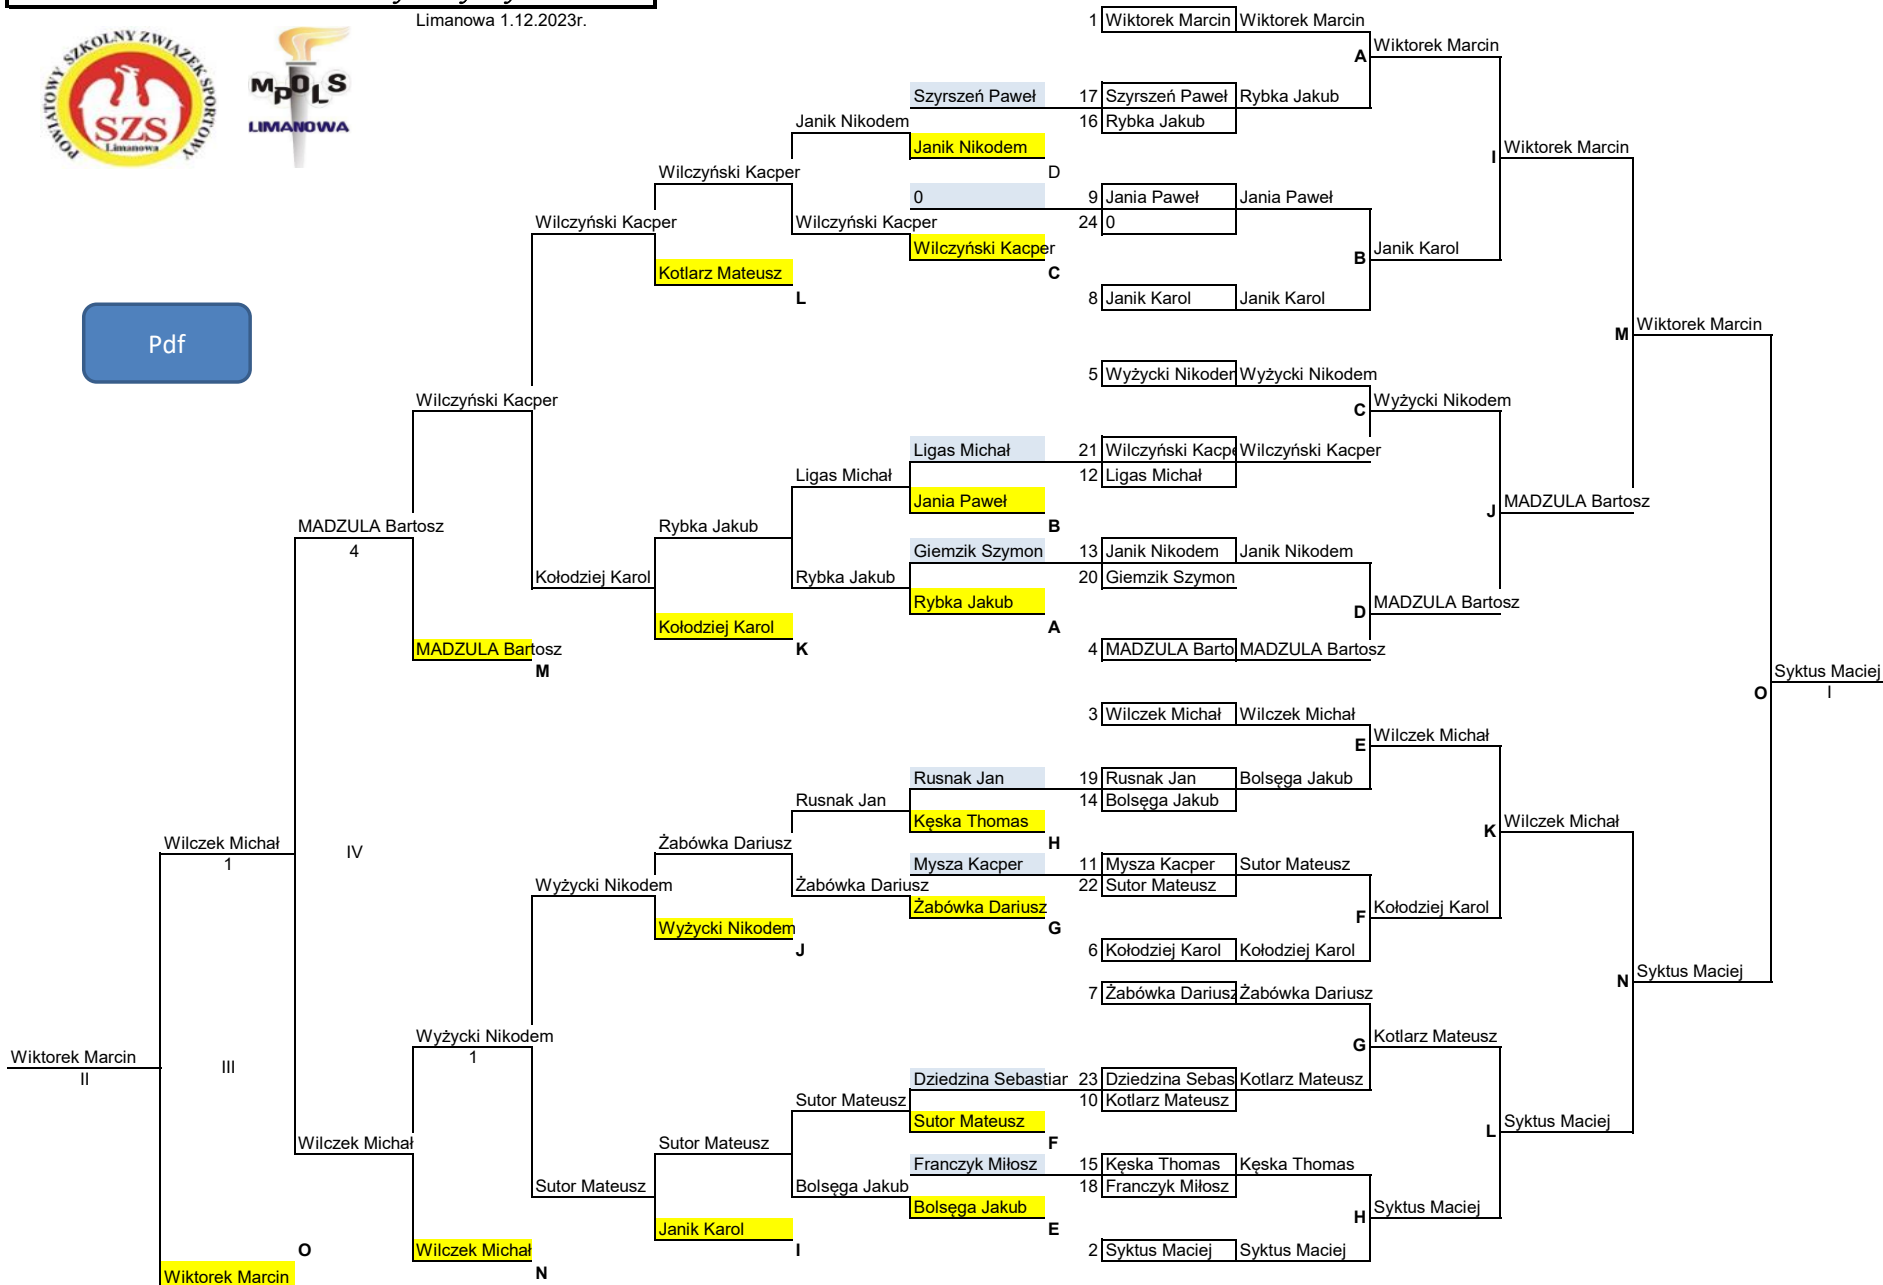 Limanowa 1.12.2023r.
POWIATOWY SZKOLNY ZWIĄZEK SPORTOWY
SZS
Limanowa
MPOLS
LIMANOWA
Pdf
1 Wiktorek Marcin Wiktorek Marcin
A Wiktorek Marcin
Szyrszeń Paweł 17 Szyrszeń Paweł Rybka Jakub
Janik Nikodem 16 Rybka Jakub
Janik Nikodem I Wiktorek Marcin
Wilczyński Kacper D
0 9 Jania Paweł Jania Paweł
Wilczyński Kacper Wilczyński Kacper 24 0
Wilczyński Kacper B Janik Karol
Kotlarz Mateusz C
L 8 Janik Karol Janik Karol
M Wiktorek Marcin
5 Wyżycki Nikodem Wyżycki Nikodem
Wilczyński Kacper C Wyżycki Nikodem
Ligas Michał 21 Wilczyński Kacpe Wilczyński Kacper
Ligas Michał 12 Ligas Michał
Jania Paweł J MADZULA Bartosz
MADZULA Bartosz Rybka Jakub B
4 Giemzik Szymon 13 Janik Nikodem Janik Nikodem
Kołodziej Karol Rybka Jakub 20 Giemzik Szymon
Rybka Jakub D MADZULA Bartosz
Kołodziej Karol A
MADZULA Bartosz K 4 MADZULA Barto MADZULA Bartosz
M Syktus Maciej
O I
3 Wilczek Michał Wilczek Michał
E Wilczek Michał
Rusnak Jan 19 Rusnak Jan Bolsęga Jakub
Rusnak Jan 14 Bolsęga Jakub
Kęska Thomas K Wilczek Michał
Wilczek Michał IV Żabówka Dariusz H
1 Mysza Kacper 11 Mysza Kacper Sutor Mateusz
Wyżycki Nikodem Żabówka Dariusz 22 Sutor Mateusz
Żabówka Dariusz F Kołodziej Karol
Wyżycki Nikodem G
J 6 Kołodziej Karol Kołodziej Karol
N Syktus Maciej
7 Żabówka Dariusz Żabówka Dariusz
Wyżycki Nikodem G Kotlarz Mateusz
Wiktorek Marcin 1
II III Dziedzina Sebastian 23 Dziedzina Sebas Kotlarz Mateusz
Sutor Mateusz 10 Kotlarz Mateusz
Sutor Mateusz L Syktus Maciej
Wilczek Michał Sutor Mateusz F
Franczyk Miłosz 15 Kęska Thomas Kęska Thomas
Sutor Mateusz Bolsęga Jakub 18 Franczyk Miłosz
Bolsęga Jakub H Syktus Maciej
Janik Karol E
O Wilczek Michał I 2 Syktus Maciej Syktus Maciej
Wiktorek Marcin N